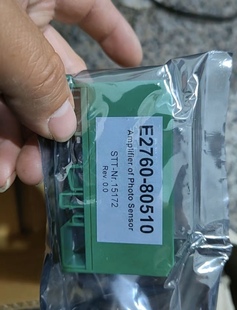 E2760-80510
Amplifier of Photo Sensor
STT-Nr 15172
Rev. 0.0